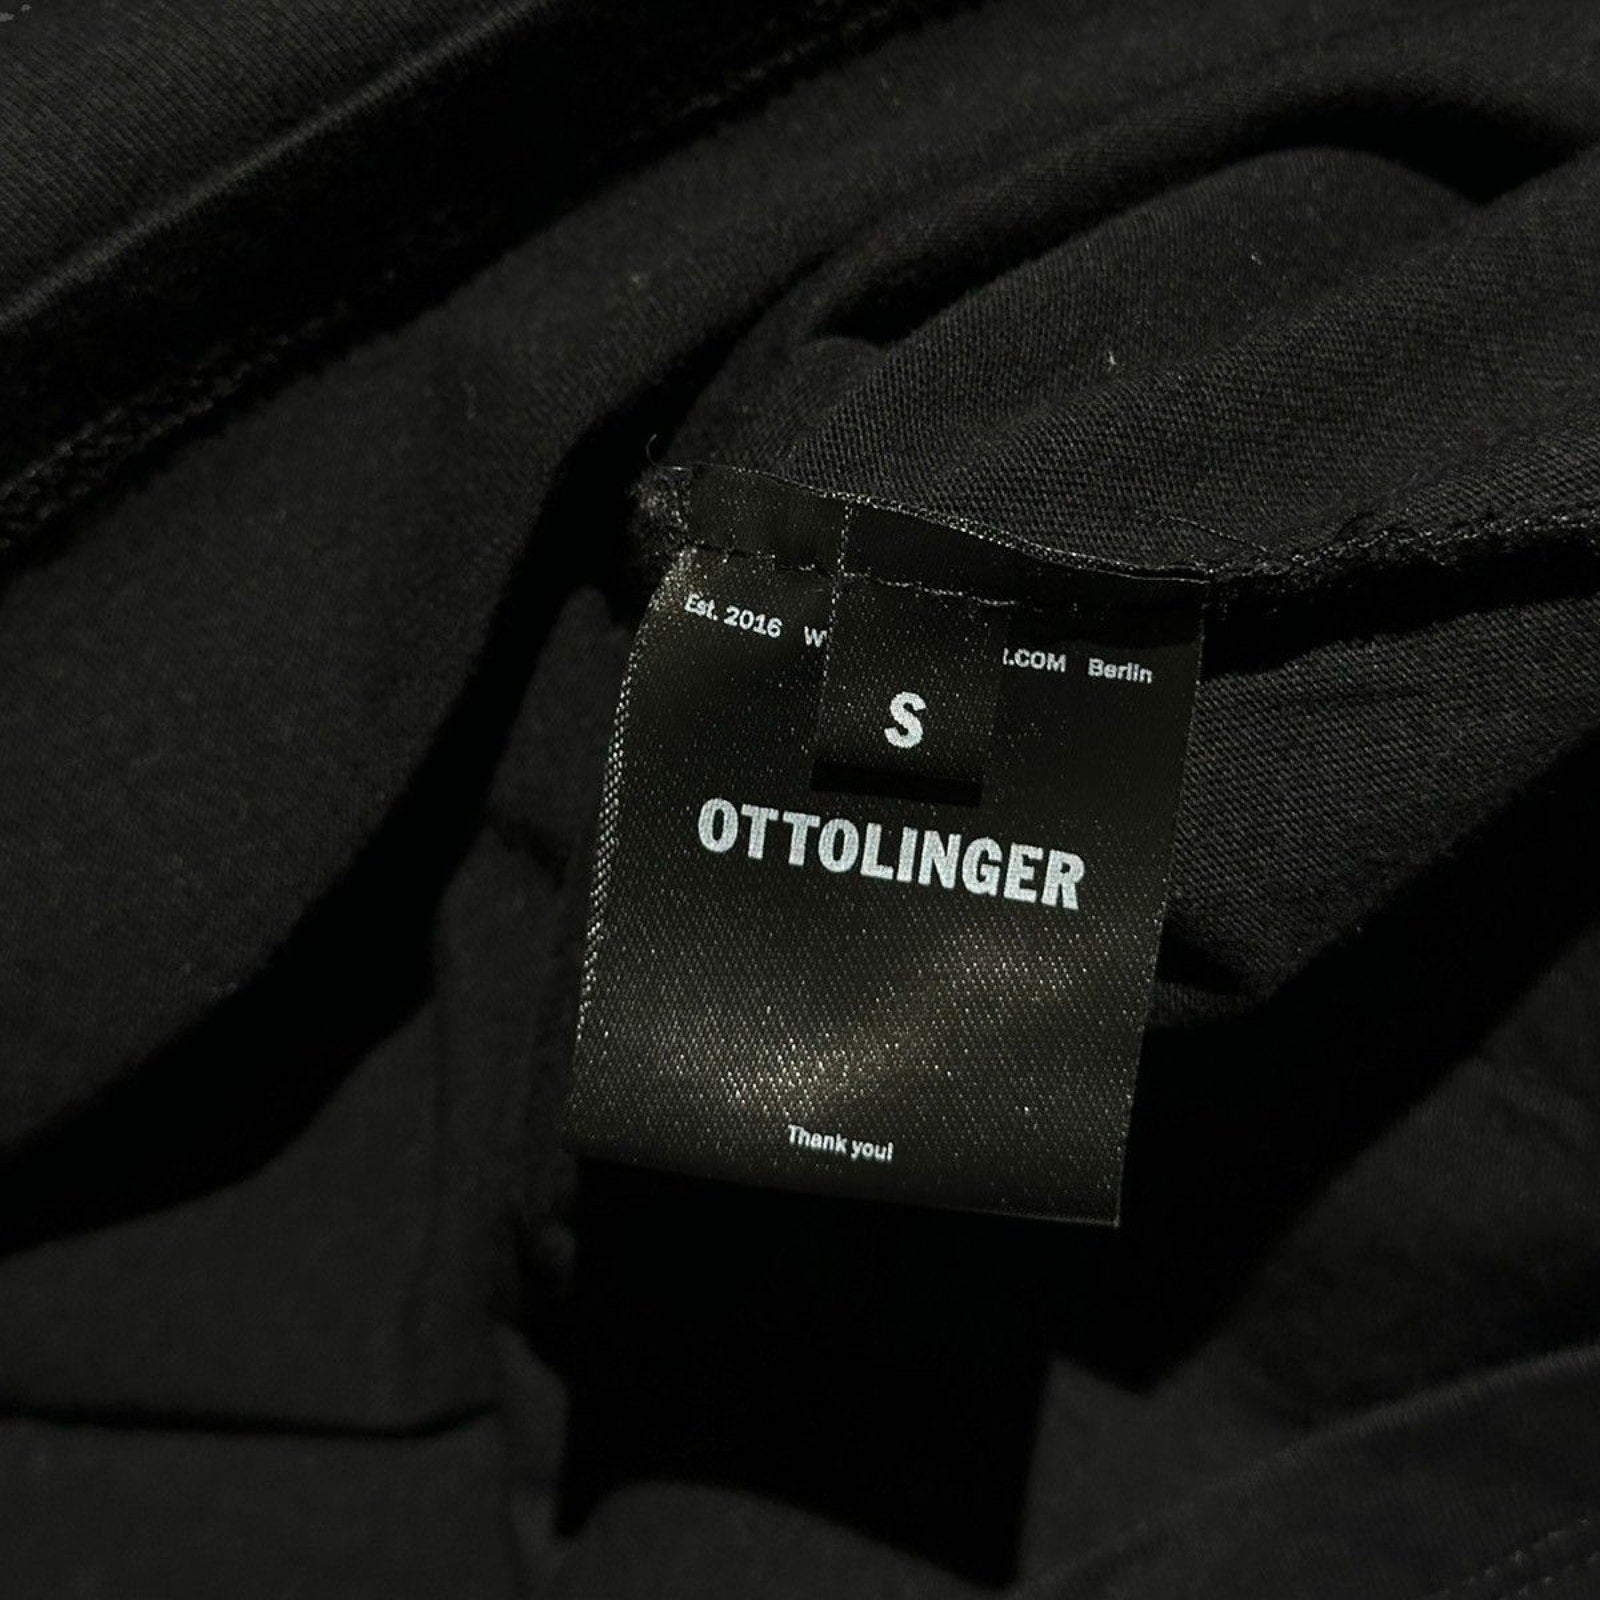 Est. 2016 W .COM Berlin
S
OTTOLINGER
Thank you!